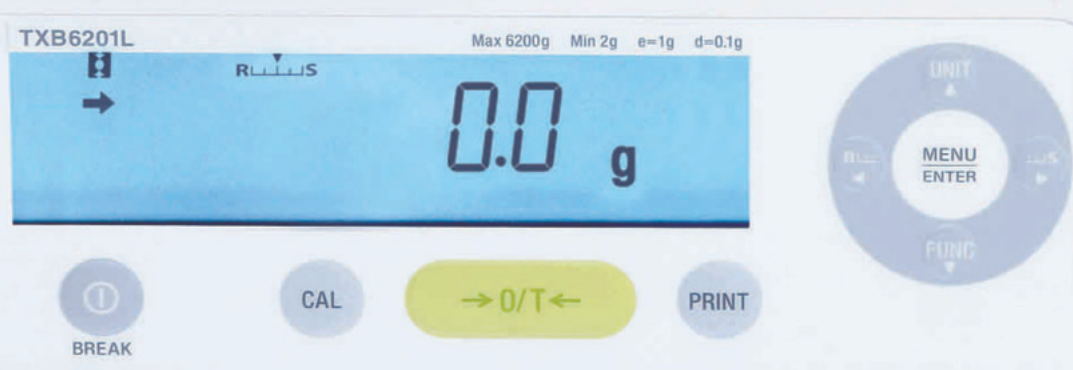 TXB6201L
Max 6200g Min 2g e=1g d=0.1g
R S
0.0 g
UNIT
R S
MENU
ENTER
FUNC
CAL
→0/T←
PRINT
BREAK